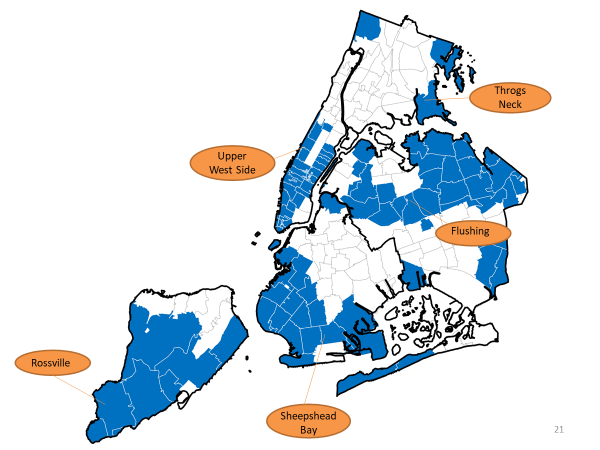 Throgs
Neck
Upper
West Side
Flushing
Rossville
Sheepshead
Bay
21